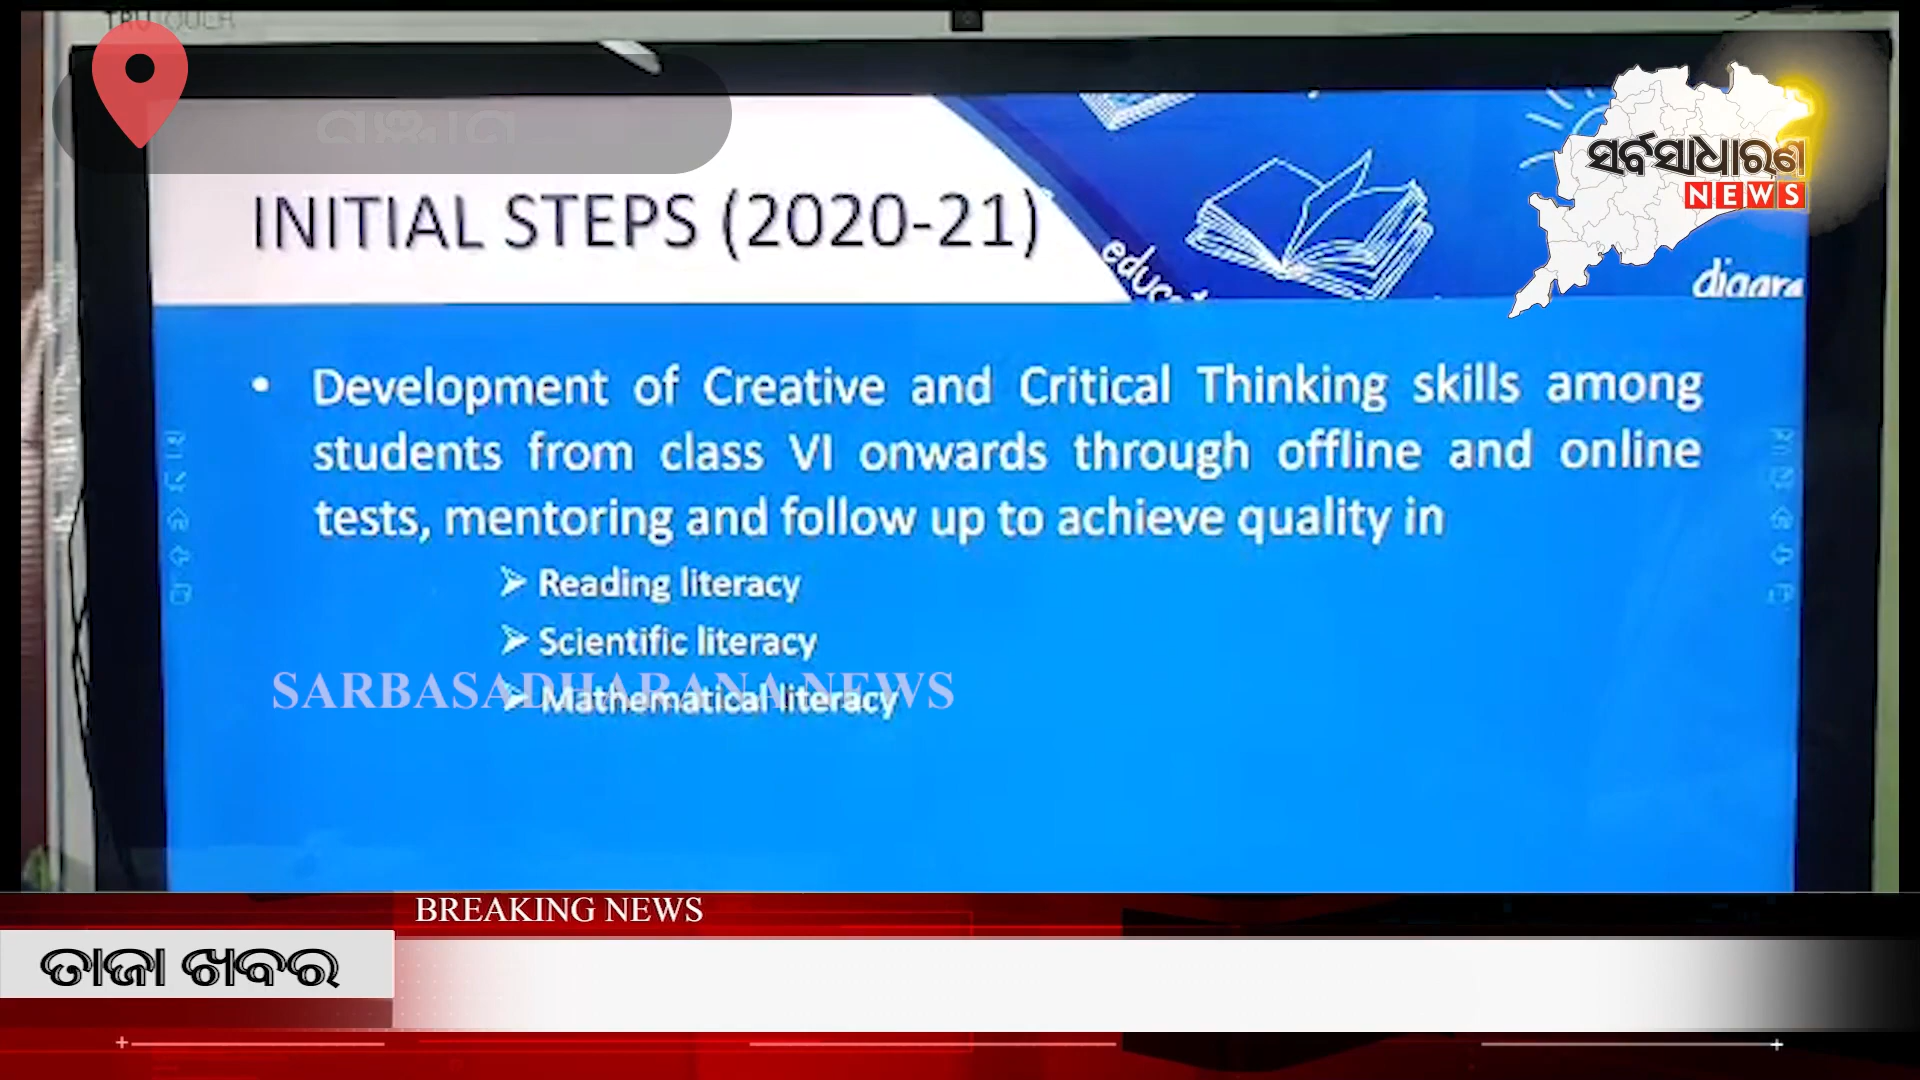 TRUTOUCH
ସର୍ବସାଧାରଣ
NEWS
INITIAL STEPS (2020-21)
• Development of Creative and Critical Thinking skills among
students from class VI onwards through offline and online
tests, mentoring and follow up to achieve quality in
➢ Reading literacy
➢ Scientific literacy
➢ Mathematical literacy
SARBASADHARANA NEWS
BREAKING NEWS
ତାଜା ଖବର